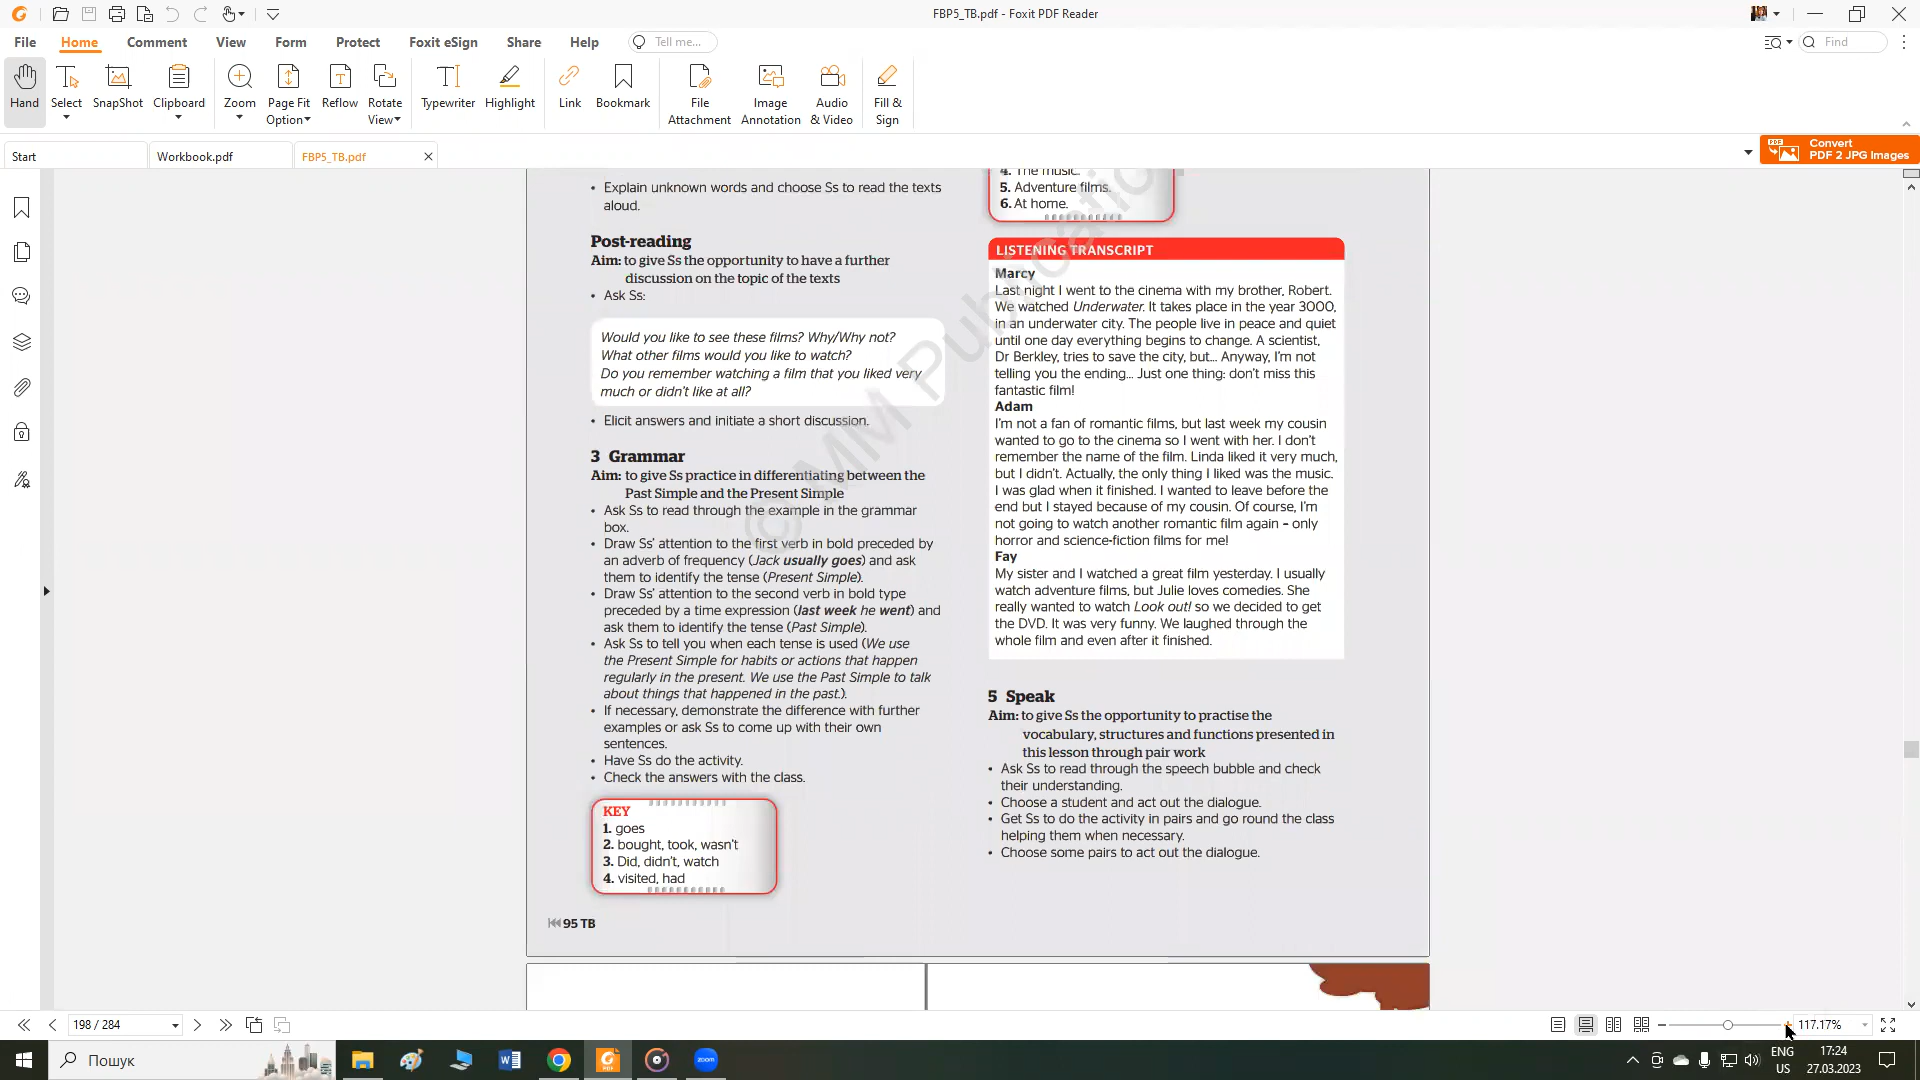 FBP5_TB.pdf - Foxit PDF Reader
File Home Comment View Form Protect Foxit eSign Share Help Tell me... Find
Hand
Select
SnapShot
Clipboard
Zoom
Page Fit
Option
Reflow
Rotate
View
Typewriter
Highlight
Link
Bookmark
File
Attachment
Image
Annotation
Audio
& Video
Fill &
Sign
Start Workbook.pdf FBP5_TB.pdf
PDF
Convert
PDF 2 JPG Images
• Explain unknown words and choose Ss to read the texts
aloud.
Post-reading
Aim: to give Ss the opportunity to have a further
discussion on the topic of the texts
• Ask Ss:
Would you like to see these films? Why/Why not?
What other films would you like to watch?
Do you remember watching a film that you liked very
much or didn't like at all?
• Elicit answers and initiate a short discussion.
3 Grammar
Aim: to give Ss practice in differentiating between the
Past Simple and the Present Simple
• Ask Ss to read through the example in the grammar
box.
• Draw Ss' attention to the first verb in bold preceded by
an adverb of frequency (Jack usually goes) and ask
them to identify the tense (Present Simple).
• Draw Ss' attention to the second verb in bold type
preceded by a time expression (last week he went) and
ask them to identify the tense (Past Simple).
• Ask Ss to tell you when each tense is used (We use
the Present Simple for habits or actions that happen
regularly in the present. We use the Past Simple to talk
about things that happened in the past.).
• If necessary, demonstrate the difference with further
examples or ask Ss to come up with their own
sentences.
• Have Ss do the activity.
• Check the answers with the class.
KEY
1. goes
2. bought, took, wasn't
3. Did, didn't, watch
4. visited, had
95 TB
4. The music.
5. Adventure films.
6. At home.
LISTENING TRANSCRIPT
Marcy
Last night I went to the cinema with my brother, Robert.
We watched Underwater. It takes place in the year 3000,
in an underwater city. The people live in peace and quiet
until one day everything begins to change. A scientist,
Dr Berkley, tries to save the city, but... Anyway, I'm not
telling you the ending... Just one thing: don't miss this
fantastic film!
Adam
I'm not a fan of romantic films, but last week my cousin
wanted to go to the cinema so I went with her. I don't
remember the name of the film. Linda liked it very much,
but I didn't. Actually, the only thing I liked was the music.
I was glad when it finished. I wanted to leave before the
end but I stayed because of my cousin. Of course, I'm
not going to watch another romantic film again – only
horror and science-fiction films for me!
Fay
My sister and I watched a great film yesterday. I usually
watch adventure films, but Julie loves comedies. She
really wanted to watch Look out! so we decided to get
the DVD. It was very funny. We laughed through the
whole film and even after it finished.
5 Speak
Aim: to give Ss the opportunity to practise the
vocabulary, structures and functions presented in
this lesson through pair work
• Ask Ss to read through the speech bubble and check
their understanding.
• Choose a student and act out the dialogue.
• Get Ss to do the activity in pairs and go round the class
helping them when necessary.
• Choose some pairs to act out the dialogue.
© MM Publication
198 / 284
117.17%
Пошук
zoom
ENG
US
17:24
27.03.2023